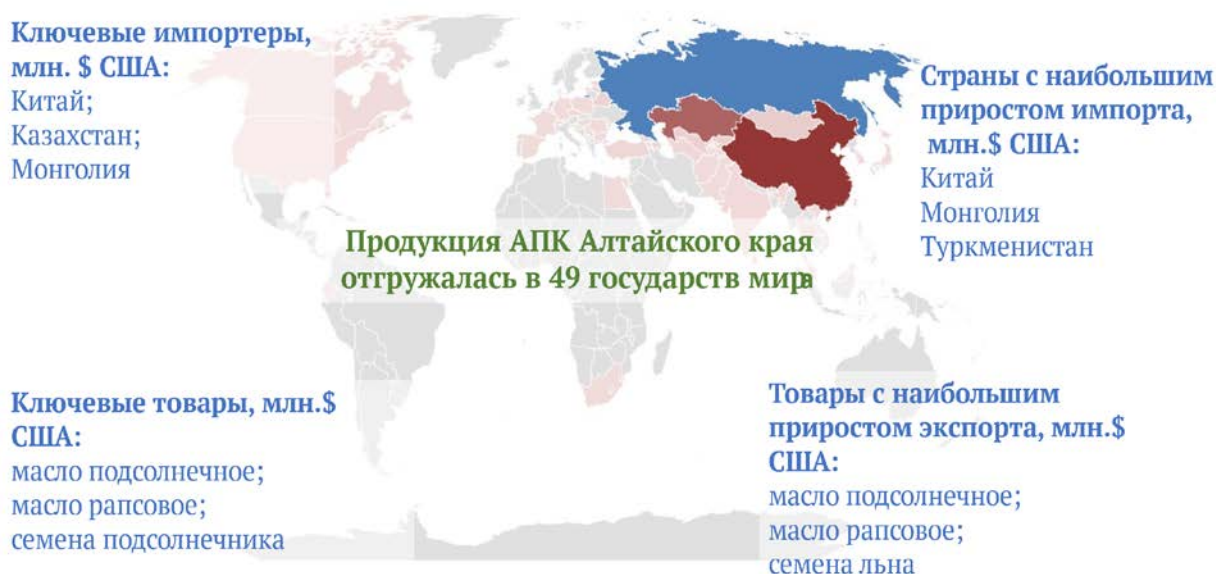 Ключевые импортеры,
млн. $ США:
Китай;
Казахстан;
Монголия
Страны с наибольшим
приростом импорта,
млн.$ США:
Китай
Монголия
Туркменистан
Продукция АПК Алтайского края
отгружалась в 49 государств мира
Ключевые товары, млн.$
США:
масло подсолнечное;
масло рапсовое;
семена подсолнечника
Товары с наибольшим
приростом экспорта, млн.$
США:
масло подсолнечное;
масло рапсовое;
семена льна